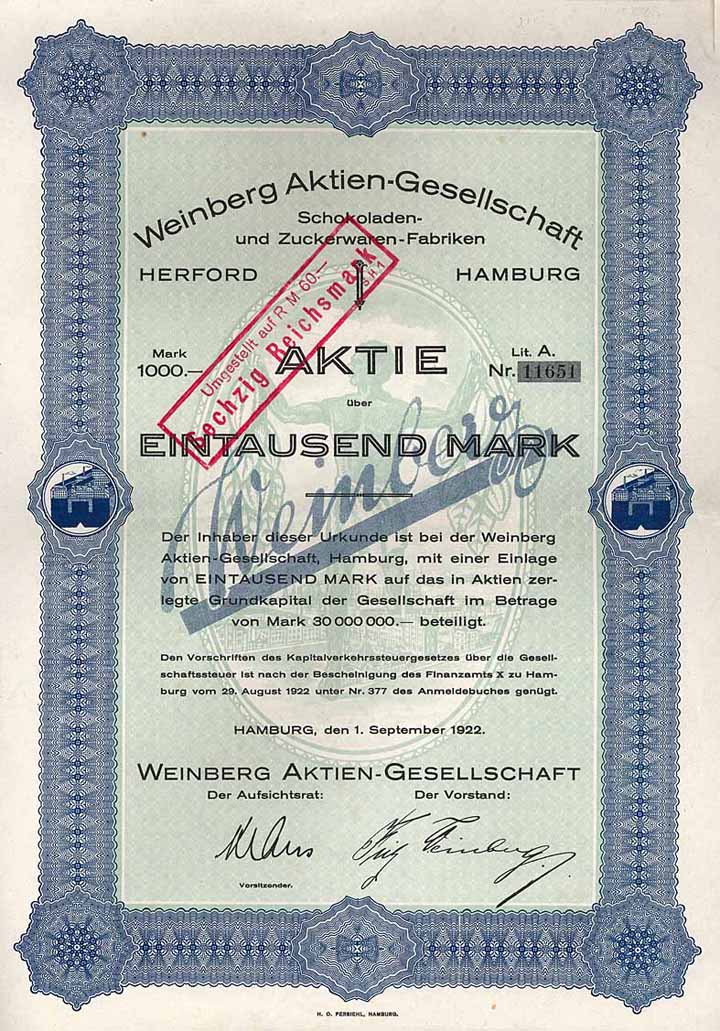 Weinberg Aktien-Gesellschaft
Schokoladen-
und Zuckerwaren-Fabriken
HERFORD HAMBURG
Umgestellt auf R M 60.—
Sechzig Reichsmark
Mark
1000.—
AKTIE
Lit. A.
Nr. 11651
über
EINTAUSEND MARK
Weinberg
Der Inhaber dieser Urkunde ist bei der Weinberg
Aktien-Gesellschaft, Hamburg, mit einer Einlage
von EINTAUSEND MARK auf das in Aktien zer-
legte Grundkapital der Gesellschaft im Betrage
von Mark 30 000 000.— beteiligt.
Den Vorschriften des Kapitalverkehrssteuergesetzes über die Gesell-
schaftssteuer ist nach der Bescheinigung des Finanzamts X zu Ham-
burg vom 29. August 1922 unter Nr. 377 des Anmeldebuches genügt.
HAMBURG, den 1. September 1922.
WEINBERG AKTIEN-GESELLSCHAFT
Der Aufsichtsrat: Der Vorstand:
Fritz Weinberg.
Vorsitzender.
H. O. PERSIEHL, HAMBURG.